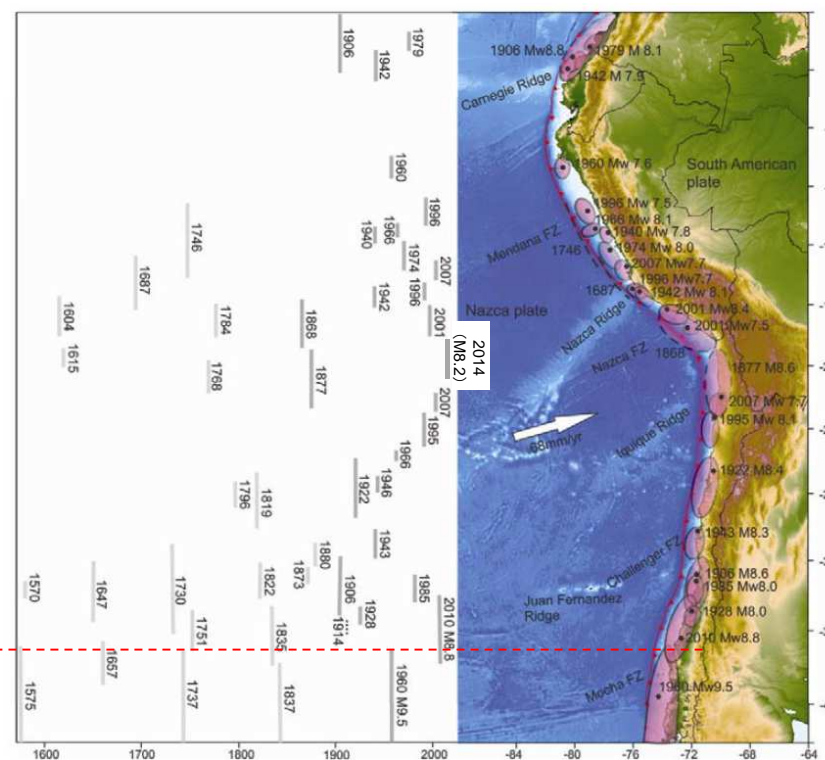 1906
1979
1942
1960
1996
1966
1940
1746
1974
2007
1687
1996
1942
1604
1784
1868
2001
2014
(M8.2)
1615
1768
1877
2007
1995
1966
1922
1946
1796
1819
1943
1880
1873
1570
1647
1730
1822
1906
1985
1928
1914
1751
1835
2010 M8.8
1657
1575
1737
1837
1960 M9.5
1600
1700
1800
1900
2000
1906 Mw8.8
1979 M 8.1
1942 M 7.9
Carnegie Ridge
1960 Mw 7.6
South American
plate
1996 Mw 7.5
1966 Mw 8.1
1940 Mw 7.8
Mendana FZ
1746
1974 Mw 8.0
2007 Mw7.7
1996 Mw7.7
1687
1942 Mw 8.1
Nazca plate
2001 Mw8.4
Nazca Ridge
2001 Mw7.5
Nazca FZ
1868
1877 M8.6
2007 Mw 7.7
1995 Mw 8.1
68mm/yr
Iquique Ridge
1922 M8.4
1943 M8.3
Challenger FZ
1906 M8.6
1985 Mw8.0
Juan Fernandez
Ridge
1928 M8.0
2010 Mw8.8
Mocha FZ
1960 Mw9.5
-84
-80
-76
-72
-68
-64